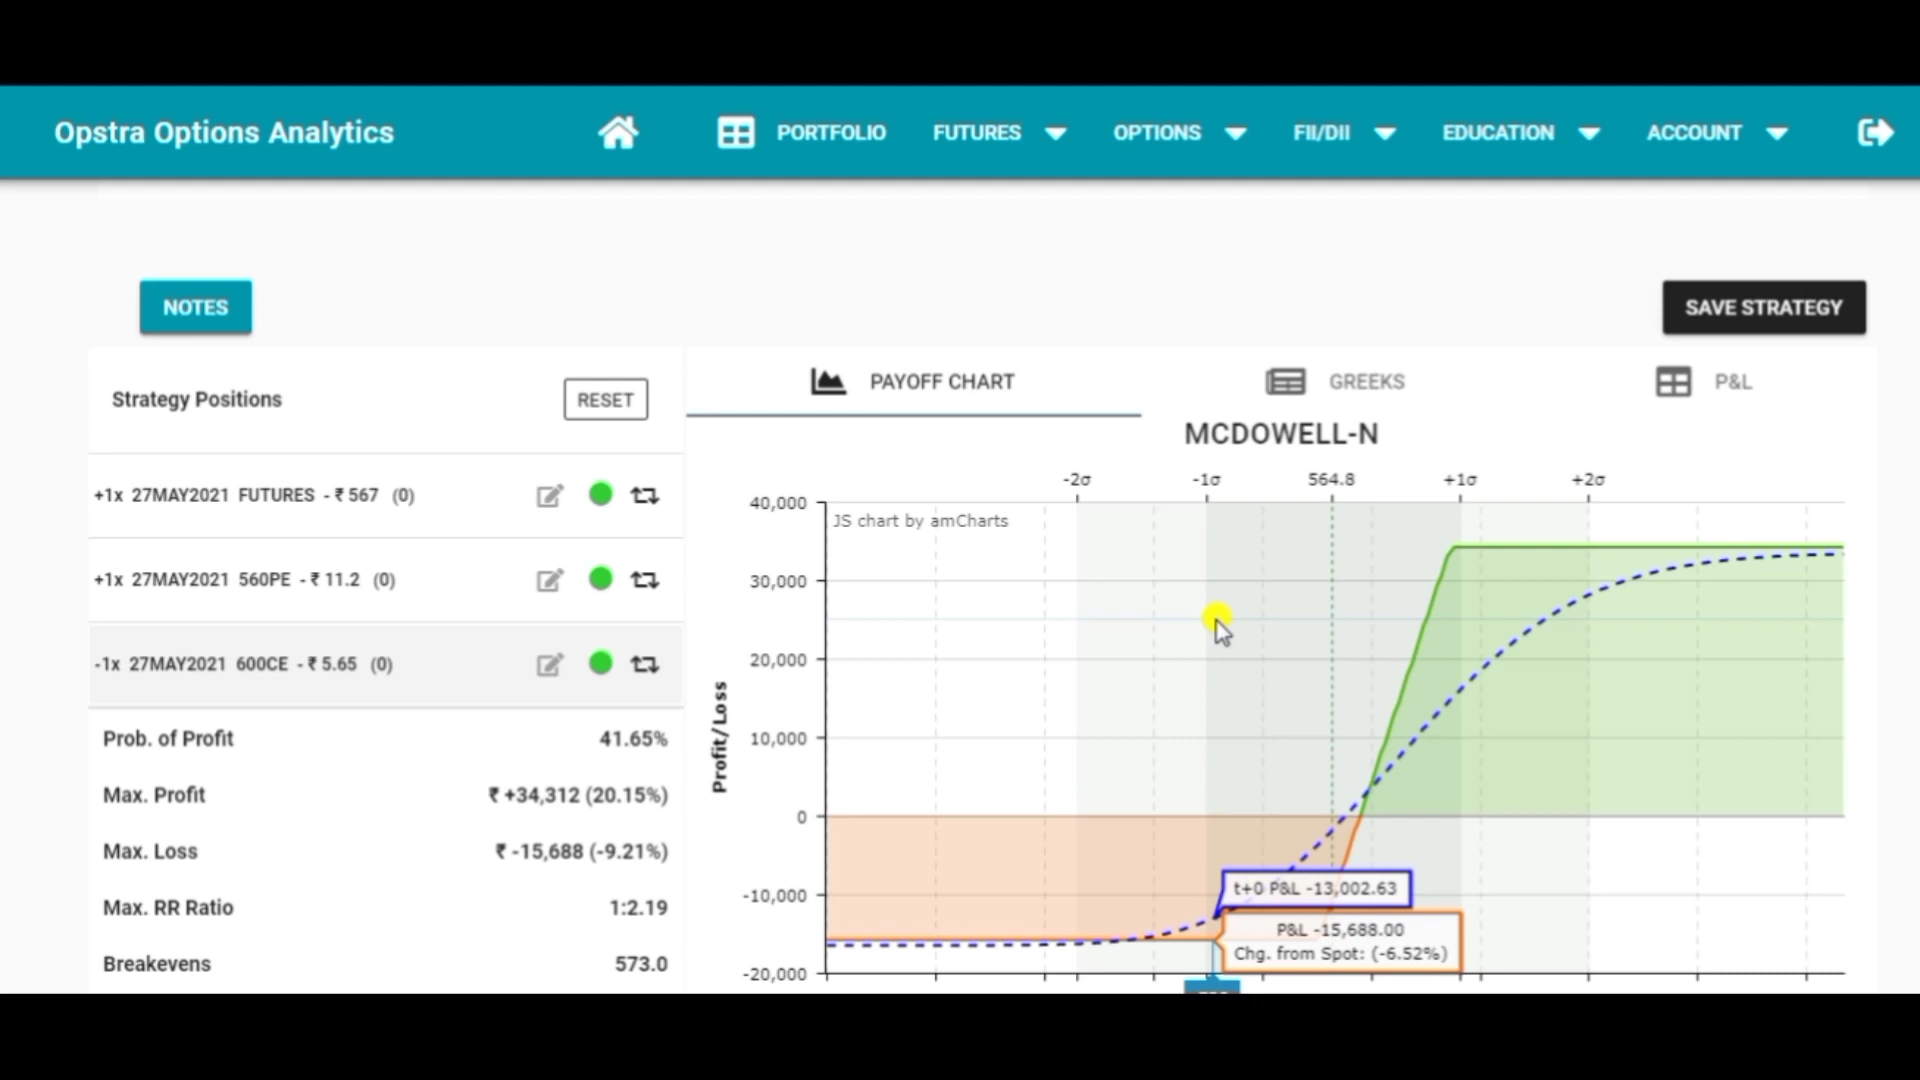 Opstra Options Analytics
PORTFOLIO FUTURES OPTIONS FII/DII EDUCATION ACCOUNT
NOTES
SAVE STRATEGY
Strategy Positions RESET
PAYOFF CHART GREEKS P&L
MCDOWELL-N
-2σ -1σ 564.8 +1σ +2σ
JS chart by amCharts
+1x 27MAY2021 FUTURES - ₹ 567 (0)
+1x 27MAY2021 560PE - ₹ 11.2 (0)
-1x 27MAY2021 600CE - ₹ 5.65 (0)
Prob. of Profit 41.65%
Max. Profit ₹ +34,312 (20.15%)
Max. Loss ₹ -15,688 (-9.21%)
Max. RR Ratio 1:2.19
Breakevens 573.0
Profit/Loss
40,000
30,000
20,000
10,000
0
-10,000
-20,000
t+0 P&L -13,002.63
P&L -15,688.00
Chg. from Spot: (-6.52%)